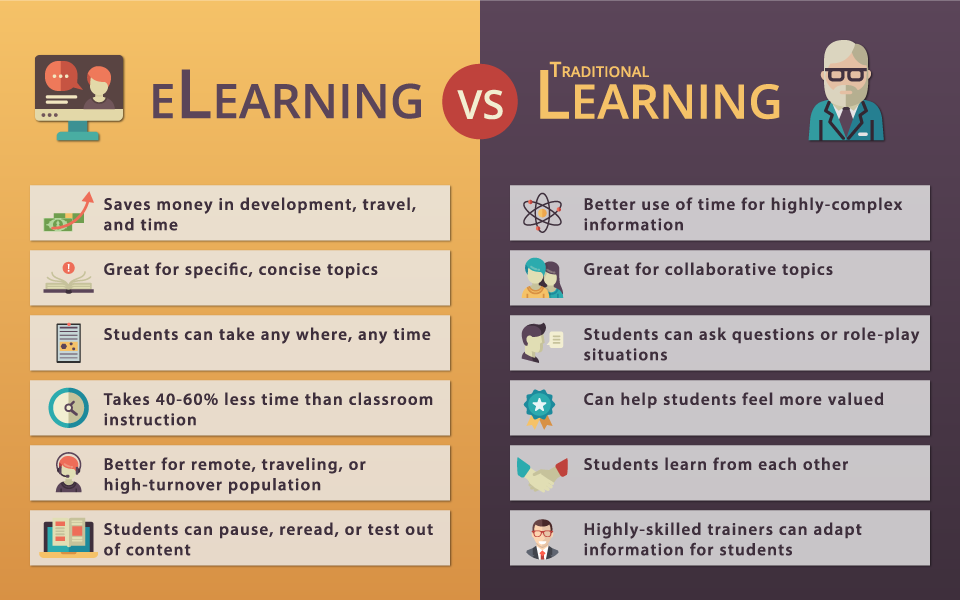 eLearning
VS
Traditional
Learning
Saves money in development, travel,
and time
Great for specific, concise topics
Students can take any where, any time
Takes 40-60% less time than classroom
instruction
Better for remote, traveling, or
high-turnover population
Students can pause, reread, or test out
of content
Better use of time for highly-complex
information
Great for collaborative topics
Students can ask questions or role-play
situations
Can help students feel more valued
Students learn from each other
Highly-skilled trainers can adapt
information for students